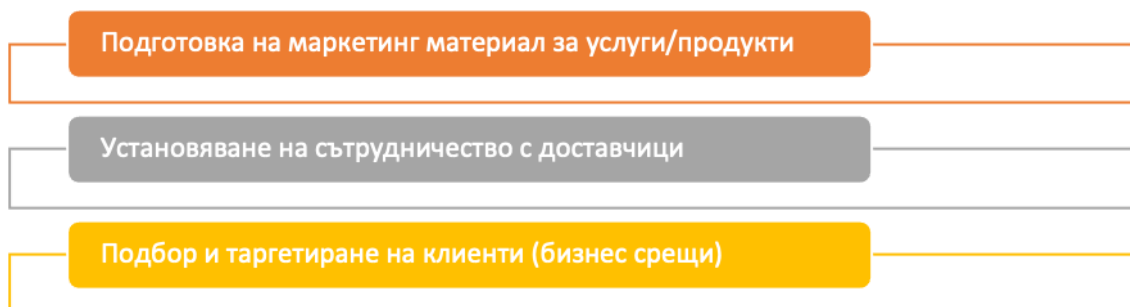 Подготовка на маркетинг материал за услуги/продукти
Установяване на сътрудничество с доставчици
Подбор и таргетиране на клиенти (бизнес срещи)